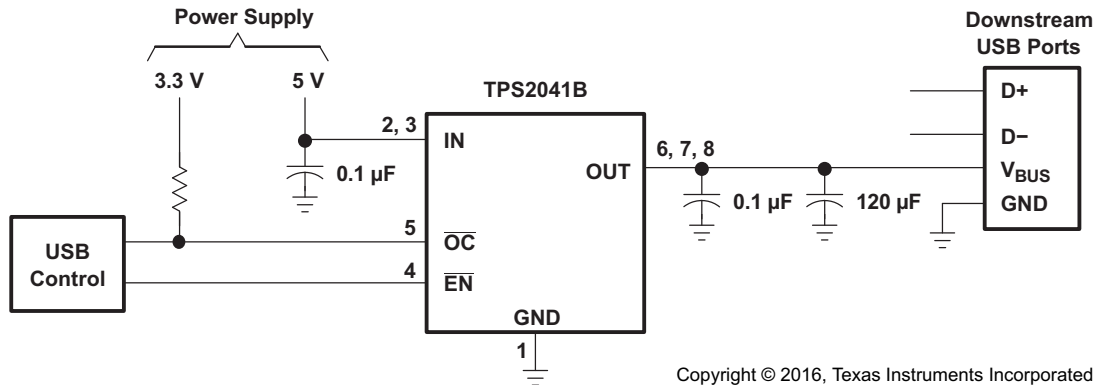 Power Supply
3.3 V
5 V
Downstream
USB Ports
TPS2041B
D+
D−
V_BUS
GND
2, 3
IN
0.1 µF
6, 7, 8
OUT
0.1 µF
120 µF
USB
Control
5
OC
4
EN
GND
1
Copyright © 2016, Texas Instruments Incorporated